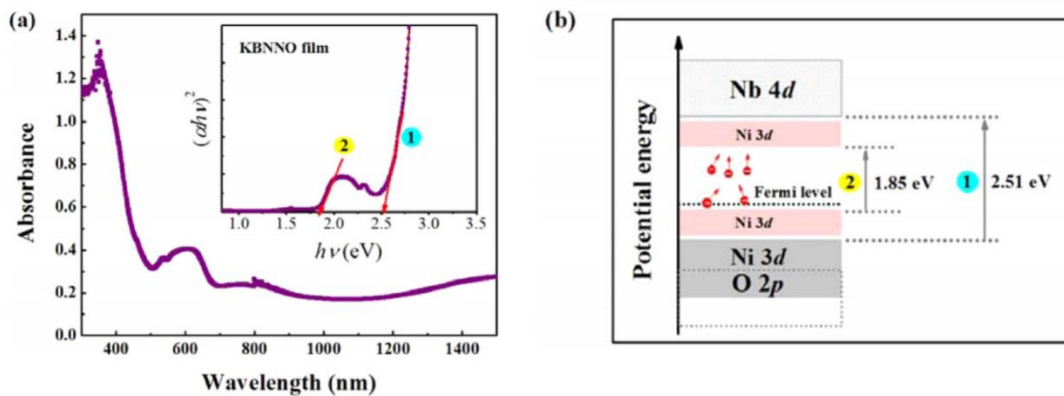 (a)
1.4
1.2
1.0
0.8
0.6
0.4
0.2
0.0
Absorbance
400 600 800 1000 1200 1400
Wavelength (nm)
KBNNO film
(αhν)²
2
1
1.0 1.5 2.0 2.5 3.0 3.5
hν(eV)
(b)
Potential energy
Nb 4d
Ni 3d
Fermi level
Ni 3d
Ni 3d
O 2p
2 1.85 eV
1 2.51 eV